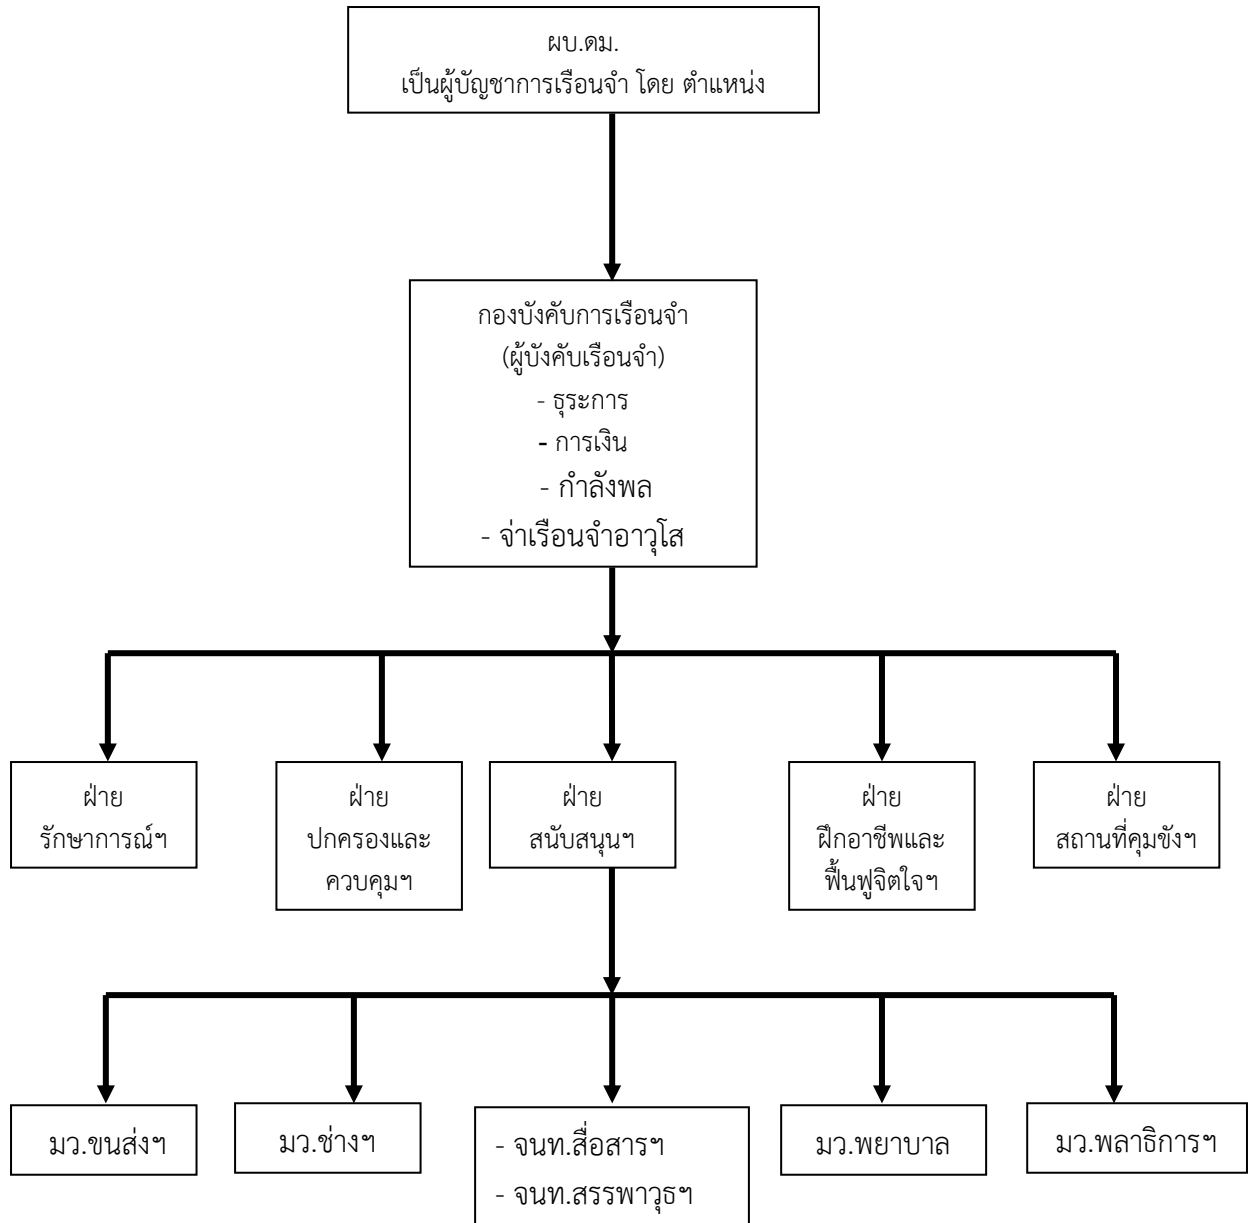 ผบ.ดม.
เป็นผู้บัญชาการเรือนจำ โดย ตำแหน่ง
กองบังคับการเรือนจำ
(ผู้บังคับเรือนจำ)
- ธุระการ
- การเงิน
- กำลังพล
- จ่าเรือนจำอาวุโส
ฝ่าย
รักษาการณ์ฯ
ฝ่าย
ปกครองและ
ควบคุมฯ
ฝ่าย
สนับสนุนฯ
ฝ่าย
ฝึกอาชีพและ
ฟื้นฟูจิตใจฯ
ฝ่าย
สถานที่คุมขังฯ
มว.ขนส่งฯ
มว.ช่างฯ
- จนท.สื่อสารฯ
- จนท.สรรพาวุธฯ
มว.พยาบาล
มว.พลาธิการฯ